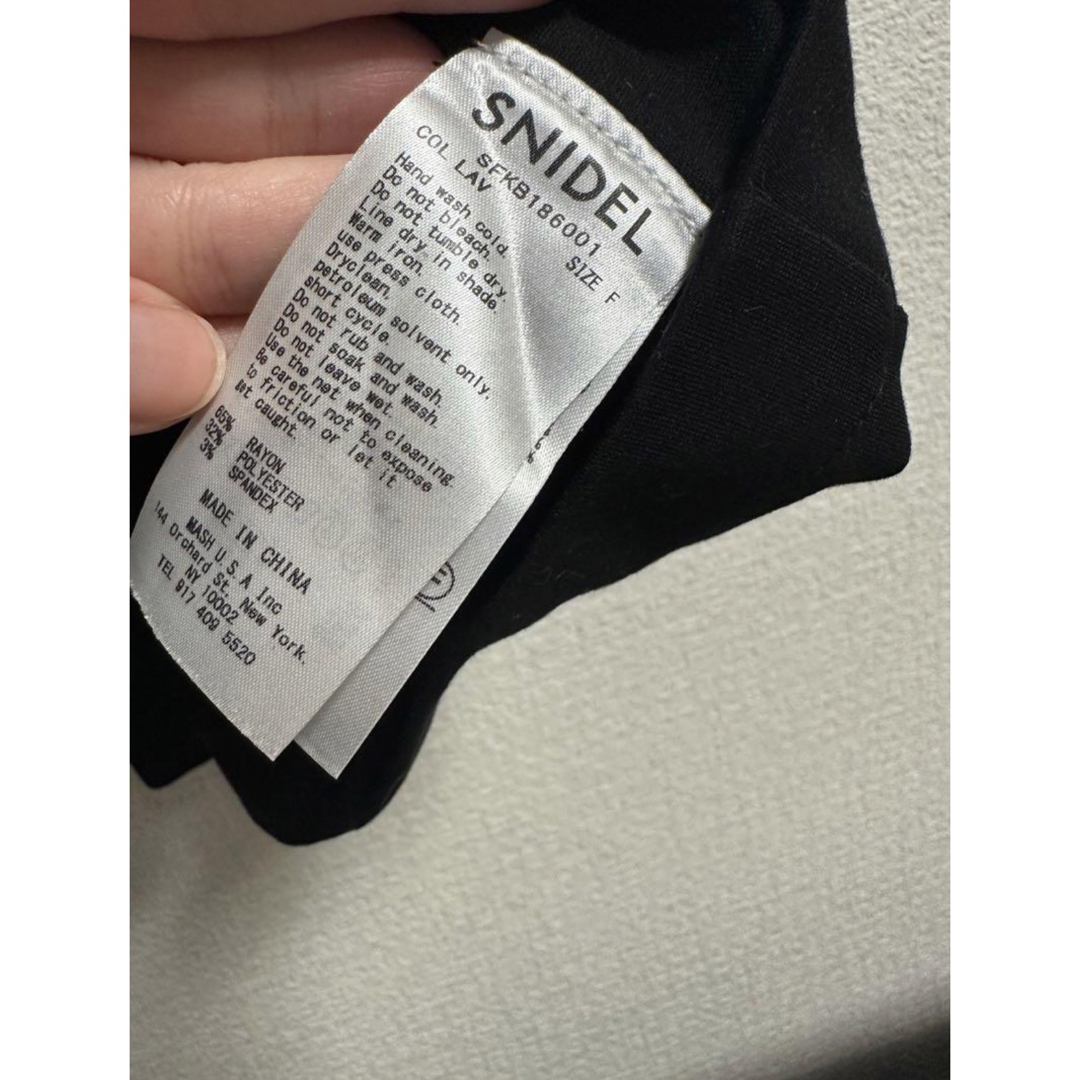 SNIDEL
SFKB186001
COL LAV SIZE F
Hand wash cold.
Do not bleach.
Do not tumble dry.
Line dry in shade.
Warm iron.
use press cloth.
Dryclean,
petroleum solvent only.
short cycle.
Do not rub and wash.
Do not soak and wash.
Do not leave wet.
Use the net when cleaning.
Be careful not to expose
to friction or let it
get caught.
65% RAYON
32% POLYESTER
3% SPANDEX
MADE IN CHINA
MASH U.S.A. Inc
144 Orchard St. New York.
NY 10002
TEL 917 409 5520
F